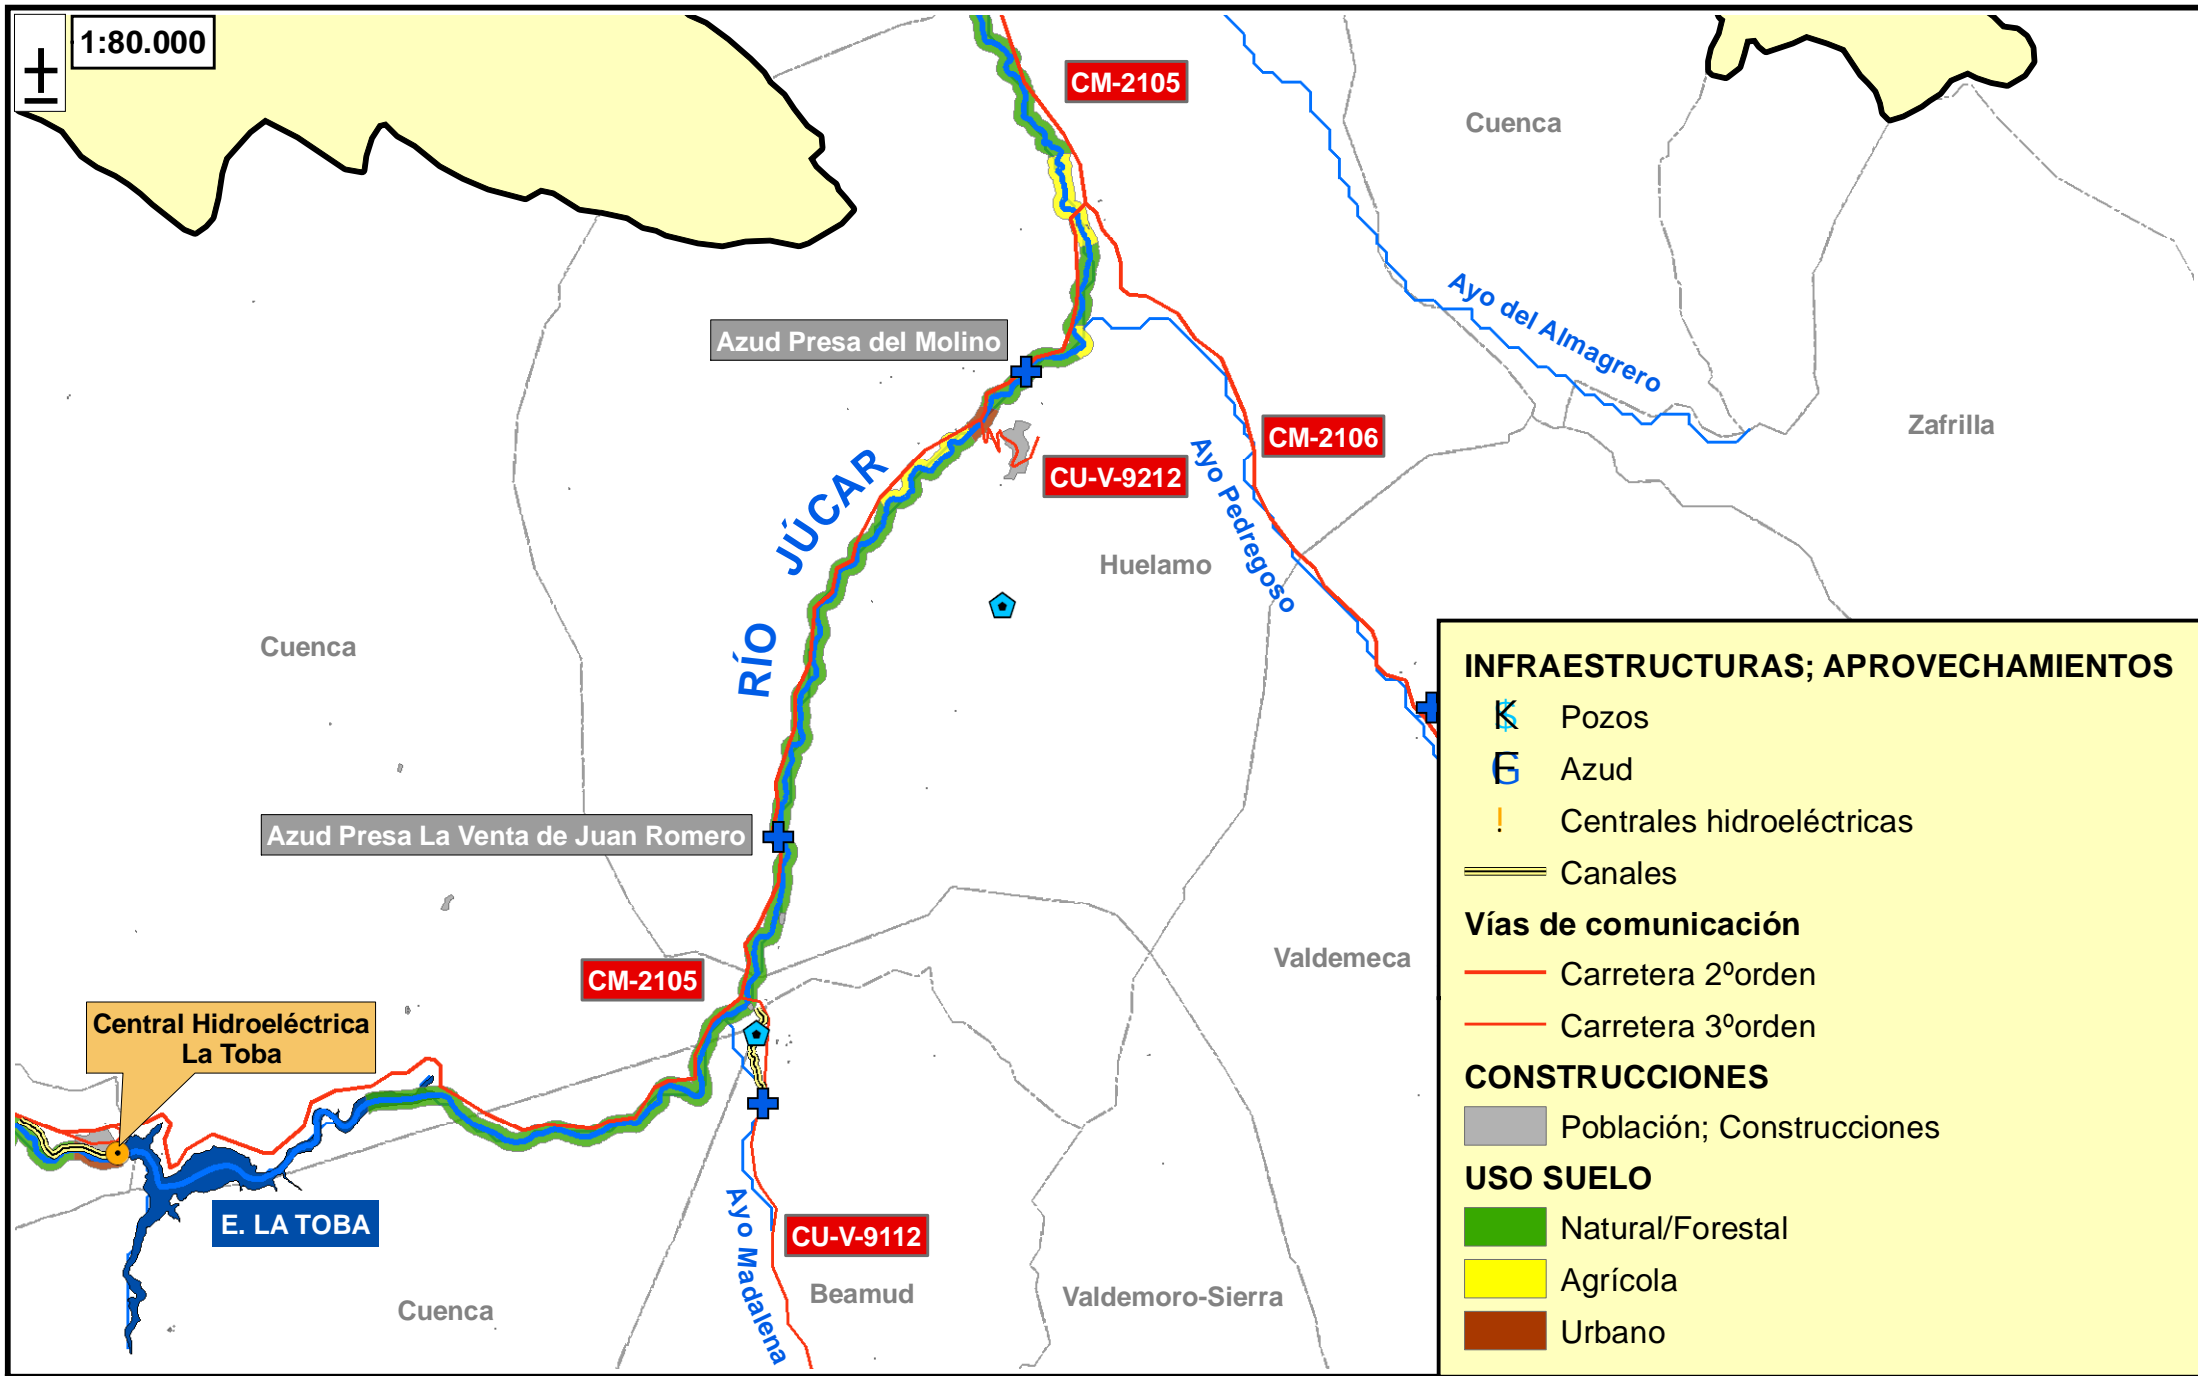 1:80.000
CM-2105
Cuenca
Ayo del Almagrero
Azud Presa del Molino
Zafrilla
CM-2106
CU-V-9212
Ayo Pedregoso
RÍO JÚCAR
Huelamo
Cuenca
Azud Presa La Venta de Juan Romero
Valdemeca
CM-2105
Central Hidroeléctrica
La Toba
E. LA TOBA
CU-V-9112
Ayo Madalena
Beamud
Valdemoro-Sierra
Cuenca
INFRAESTRUCTURAS; APROVECHAMIENTOS
Pozos
Azud
! Centrales hidroeléctricas
Canales
Vías de comunicación
Carretera 2ºorden
Carretera 3ºorden
CONSTRUCCIONES
Población; Construcciones
USO SUELO
Natural/Forestal
Agrícola
Urbano